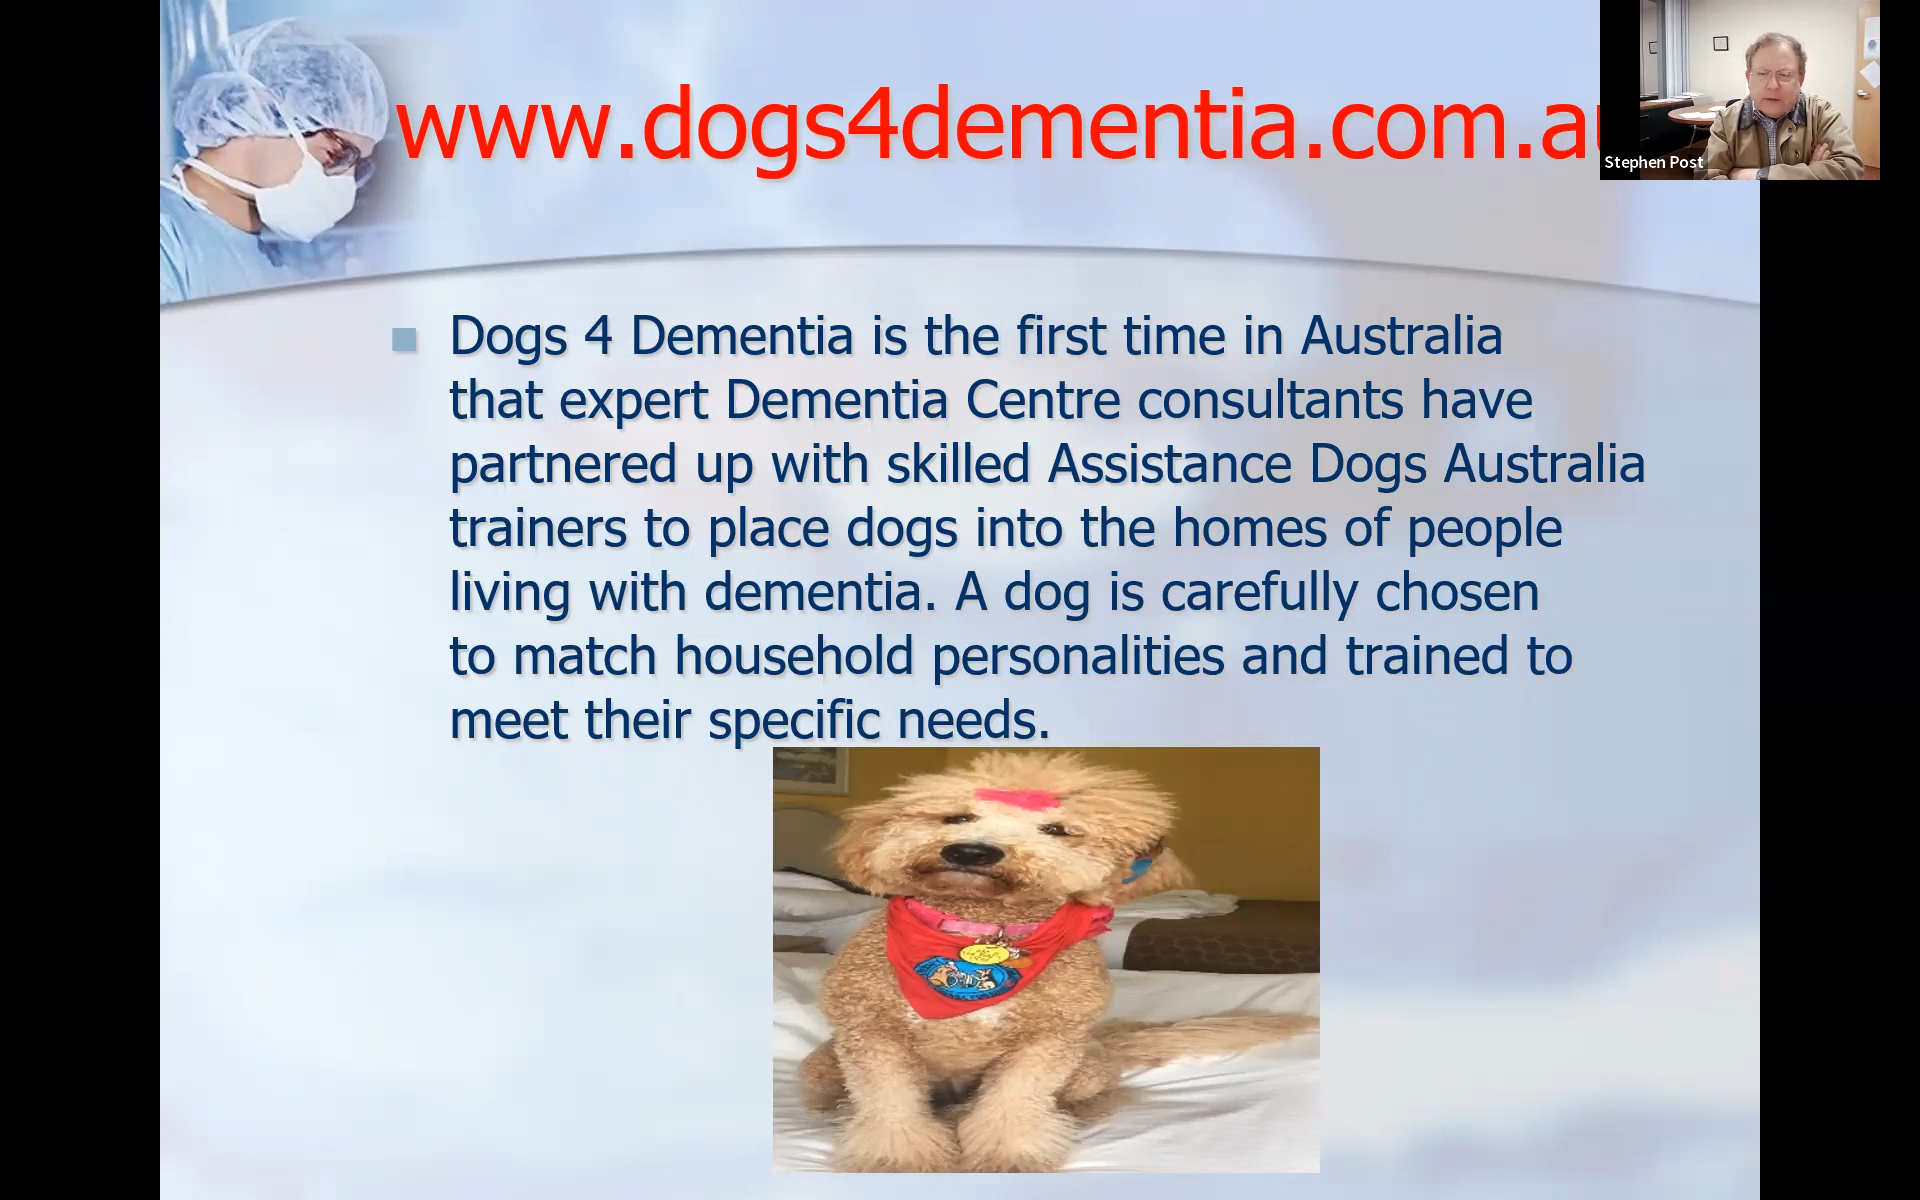 www.dogs4dementia.com.au
Stephen Post
Dogs 4 Dementia is the first time in Australia
that expert Dementia Centre consultants have
partnered up with skilled Assistance Dogs Australia
trainers to place dogs into the homes of people
living with dementia. A dog is carefully chosen
to match household personalities and trained to
meet their specific needs.